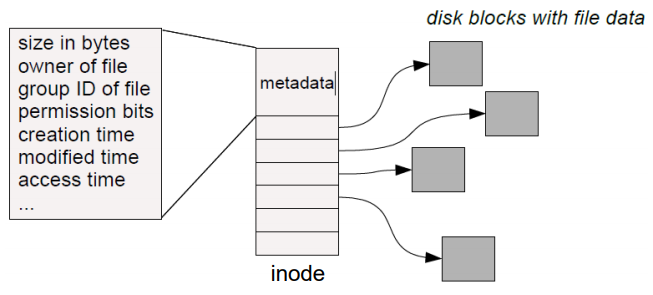 disk blocks with file data
size in bytes
owner of file
group ID of file
permission bits
creation time
modified time
access time
...
metadata
inode